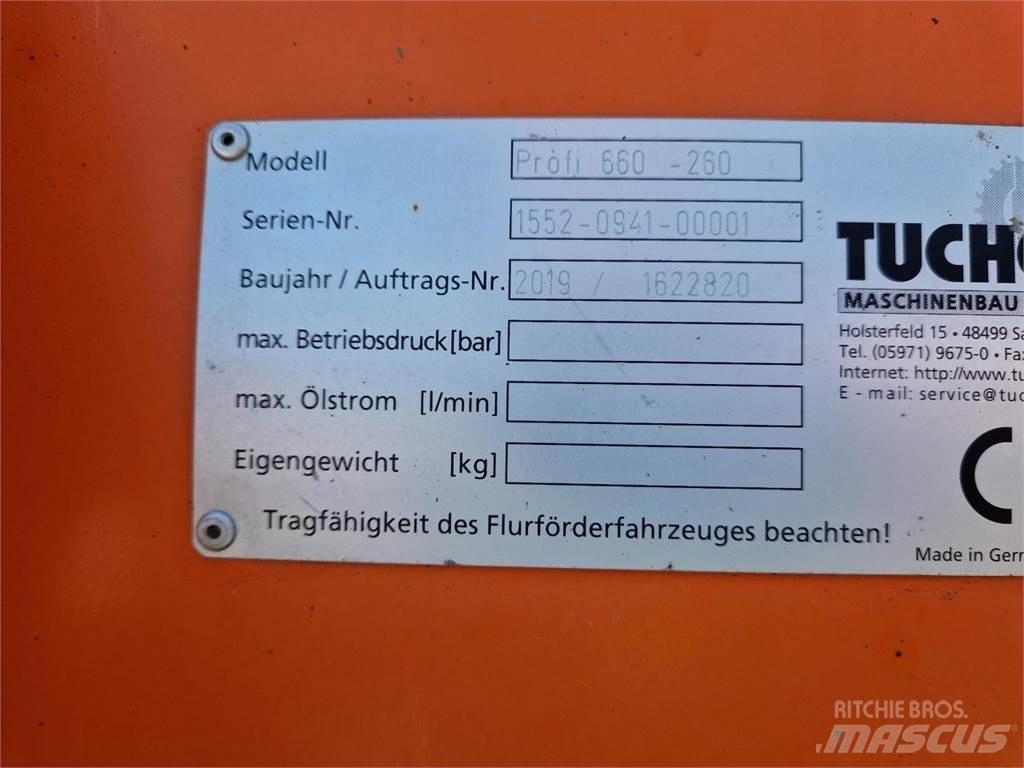 Modell Profi 660 -260
Serien-Nr. 1552-0941-00001
Baujahr / Auftrags-Nr. 2019 / 1622820
max. Betriebsdruck [bar]
max. Ölstrom [l/min]
Eigengewicht [kg]
Tragfähigkeit des Flurförderfahrzeuges beachten!
TUCH
MASCHINENBAU
Holsterfeld 15 • 48499 Sa
Tel. (05971) 9675-0 • Fa
Internet: http://www.tu
E - mail: service@tuc
C
Made in Ger
RITCHIE BROS.
MASCUS